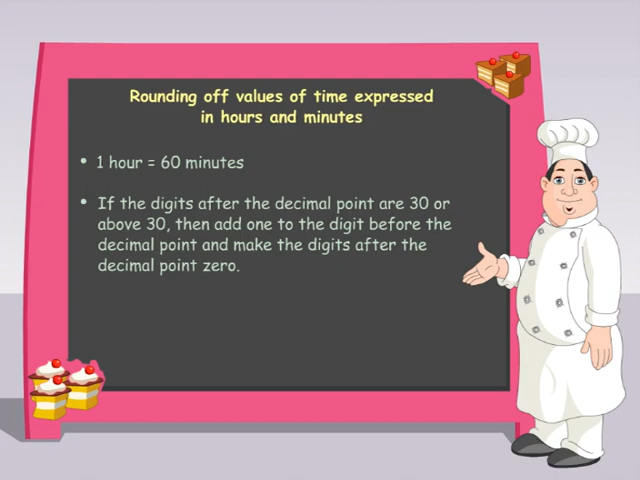 Rounding off values of time expressed
in hours and minutes
• 1 hour = 60 minutes
• If the digits after the decimal point are 30 or
above 30, then add one to the digit before the
decimal point and make the digits after the
decimal point zero.